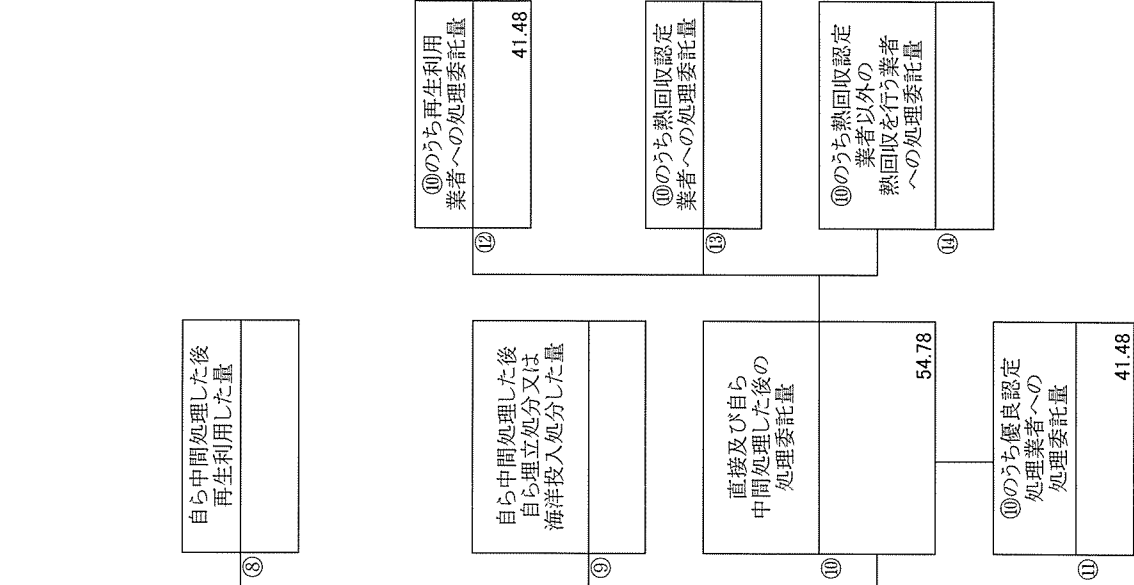 ⑧
自ら中間処理した後
再生利用した量
⑨
自ら中間処理した後
自ら埋立処分又は
海洋投入処分した量
⑩
直接及び自ら
中間処理した後の
処理委託量
54.78
⑪
⑩のうち優良認定
処理業者への
処理委託量
41.48
⑫
⑩のうち再生利用
業者への処理委託量
41.48
⑬
⑩のうち熱回収認定
業者への処理委託量
⑭
⑩のうち熱回収認定
業者以外の
熱回収を行う業者
への処理委託量